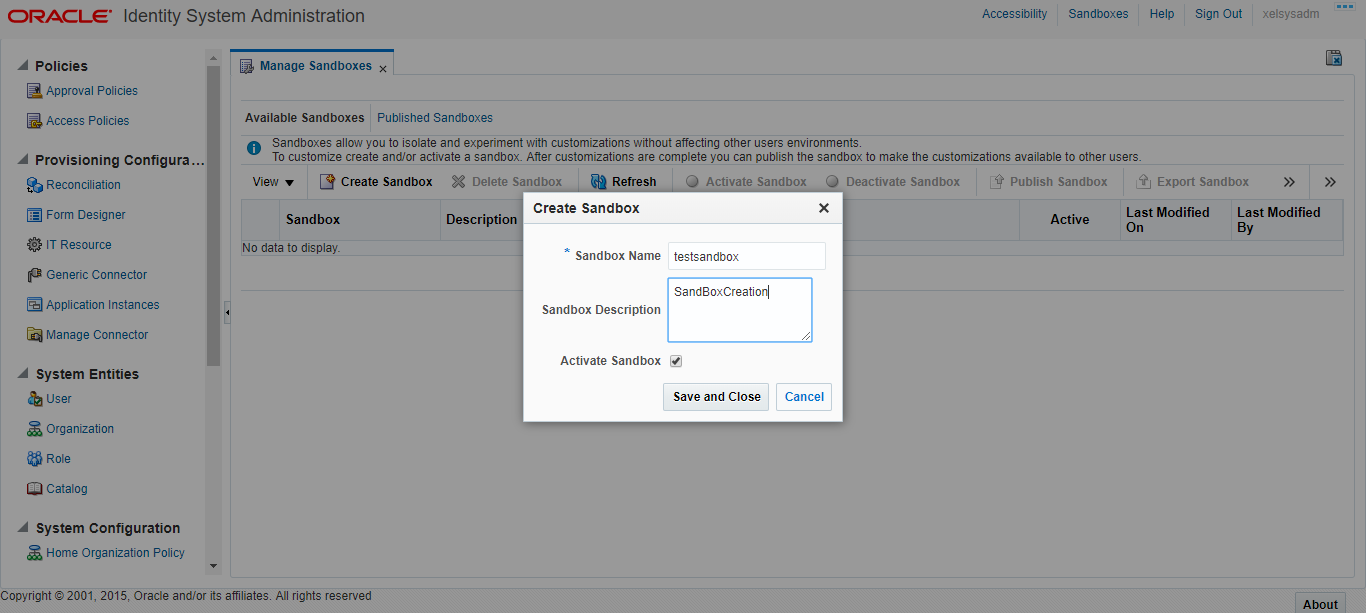 ORACLE® Identity System Administration
Accessibility Sandboxes Help Sign Out xelsysadm
Policies
Approval Policies
Access Policies
Provisioning Configura...
Reconciliation
Form Designer
IT Resource
Generic Connector
Application Instances
Manage Connector
System Entities
User
Organization
Role
Catalog
System Configuration
Home Organization Policy
Manage Sandboxes
Available Sandboxes Published Sandboxes
Sandboxes allow you to isolate and experiment with customizations without affecting other users environments.
To customize create and/or activate a sandbox. After customizations are complete you can publish the sandbox to make the customizations available to other users.
View Create Sandbox Delete Sandbox Refresh Activate Sandbox Deactivate Sandbox Publish Sandbox Export Sandbox
Sandbox Description Active Last Modified On Last Modified By
No data to display.
Create Sandbox
* Sandbox Name testsandbox
Sandbox Description SandBoxCreation
Activate Sandbox
Save and Close Cancel
Copyright © 2001, 2015, Oracle and/or its affiliates. All rights reserved
About